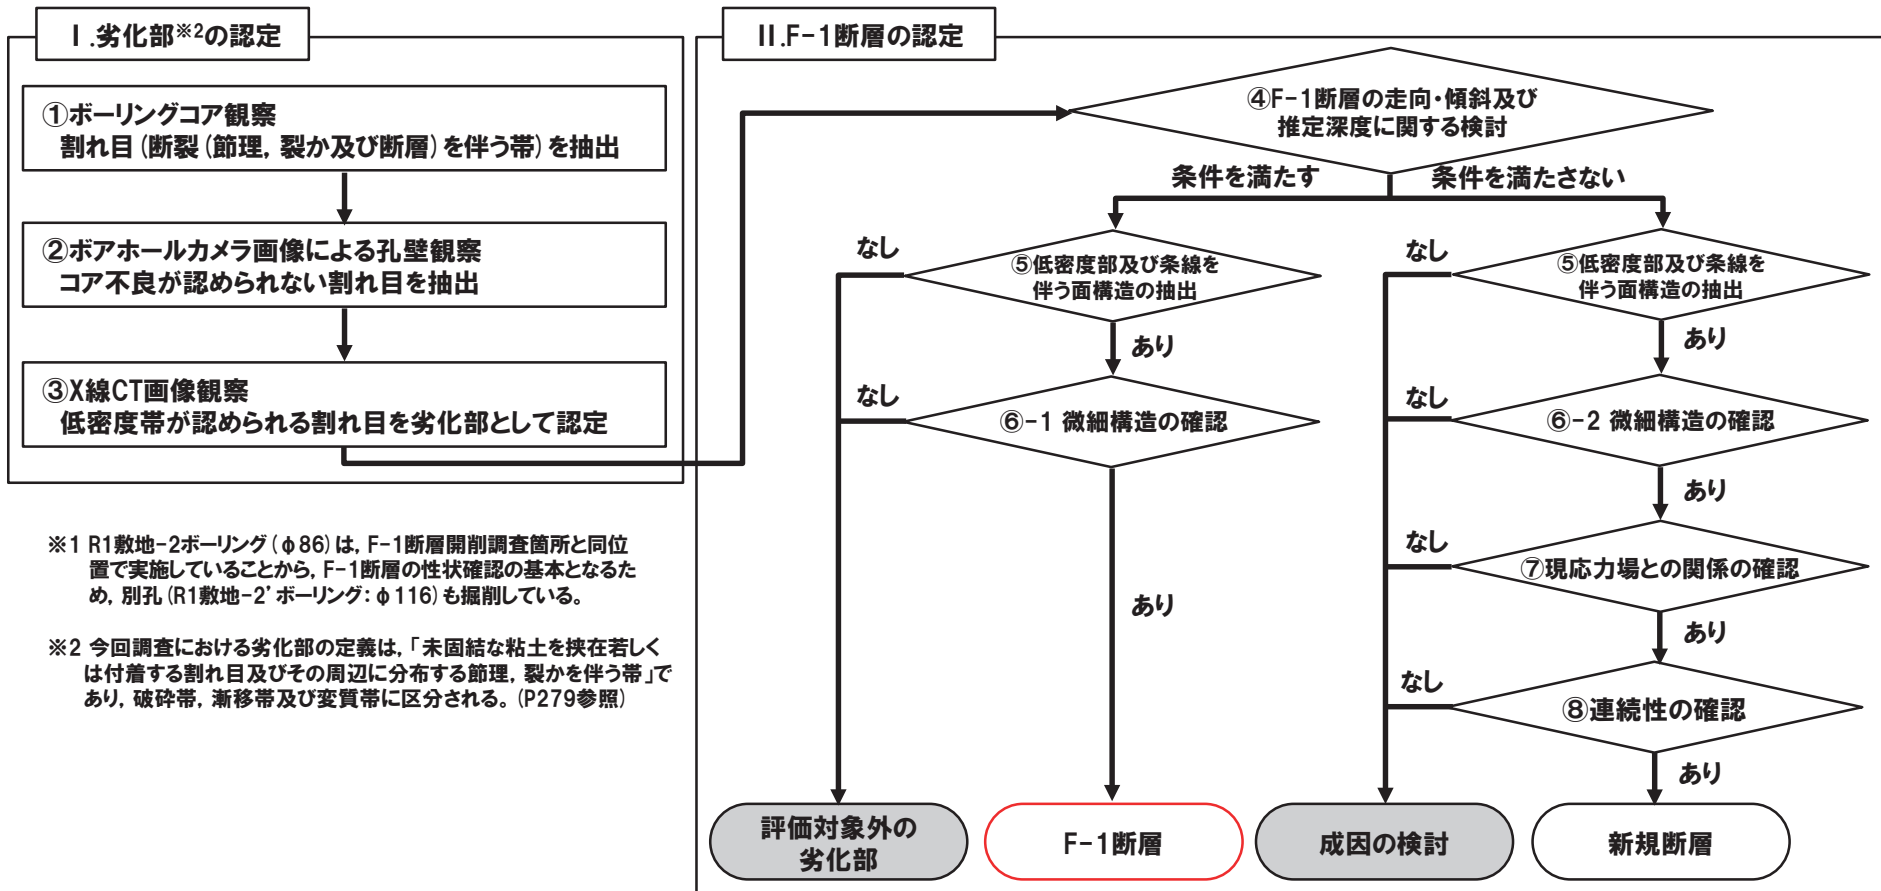 Ⅰ.劣化部※2の認定
①ボーリングコア観察
割れ目(断裂(節理, 裂か及び断層)を伴う帯)を抽出
②ボアホールカメラ画像による孔壁観察
コア不良が認められない割れ目を抽出
③X線CT画像観察
低密度帯が認められる割れ目を劣化部として認定
※1 R1敷地-2ボーリング(φ86)は, F-1断層開削調査箇所と同位
置で実施していることから, F-1断層の性状確認の基本となるた
め, 別孔(R1敷地-2’ボーリング: φ116)も掘削している。
※2 今回調査における劣化部の定義は,「未固結な粘土を挟在若しく
は付着する割れ目及びその周辺に分布する節理, 裂かを伴う帯」で
あり, 破砕帯, 漸移帯及び変質帯に区分される。(P279参照)
Ⅱ.F-1断層の認定
④F-1断層の走向・傾斜及び
推定深度に関する検討
条件を満たす
条件を満たさない
なし
⑤低密度部及び条線を
伴う面構造の抽出
あり
なし
⑥-1 微細構造の確認
あり
評価対象外の
劣化部
F-1断層
なし
⑤低密度部及び条線を
伴う面構造の抽出
あり
なし
⑥-2 微細構造の確認
あり
なし
⑦現応力場との関係の確認
あり
なし
⑧連続性の確認
あり
成因の検討
新規断層